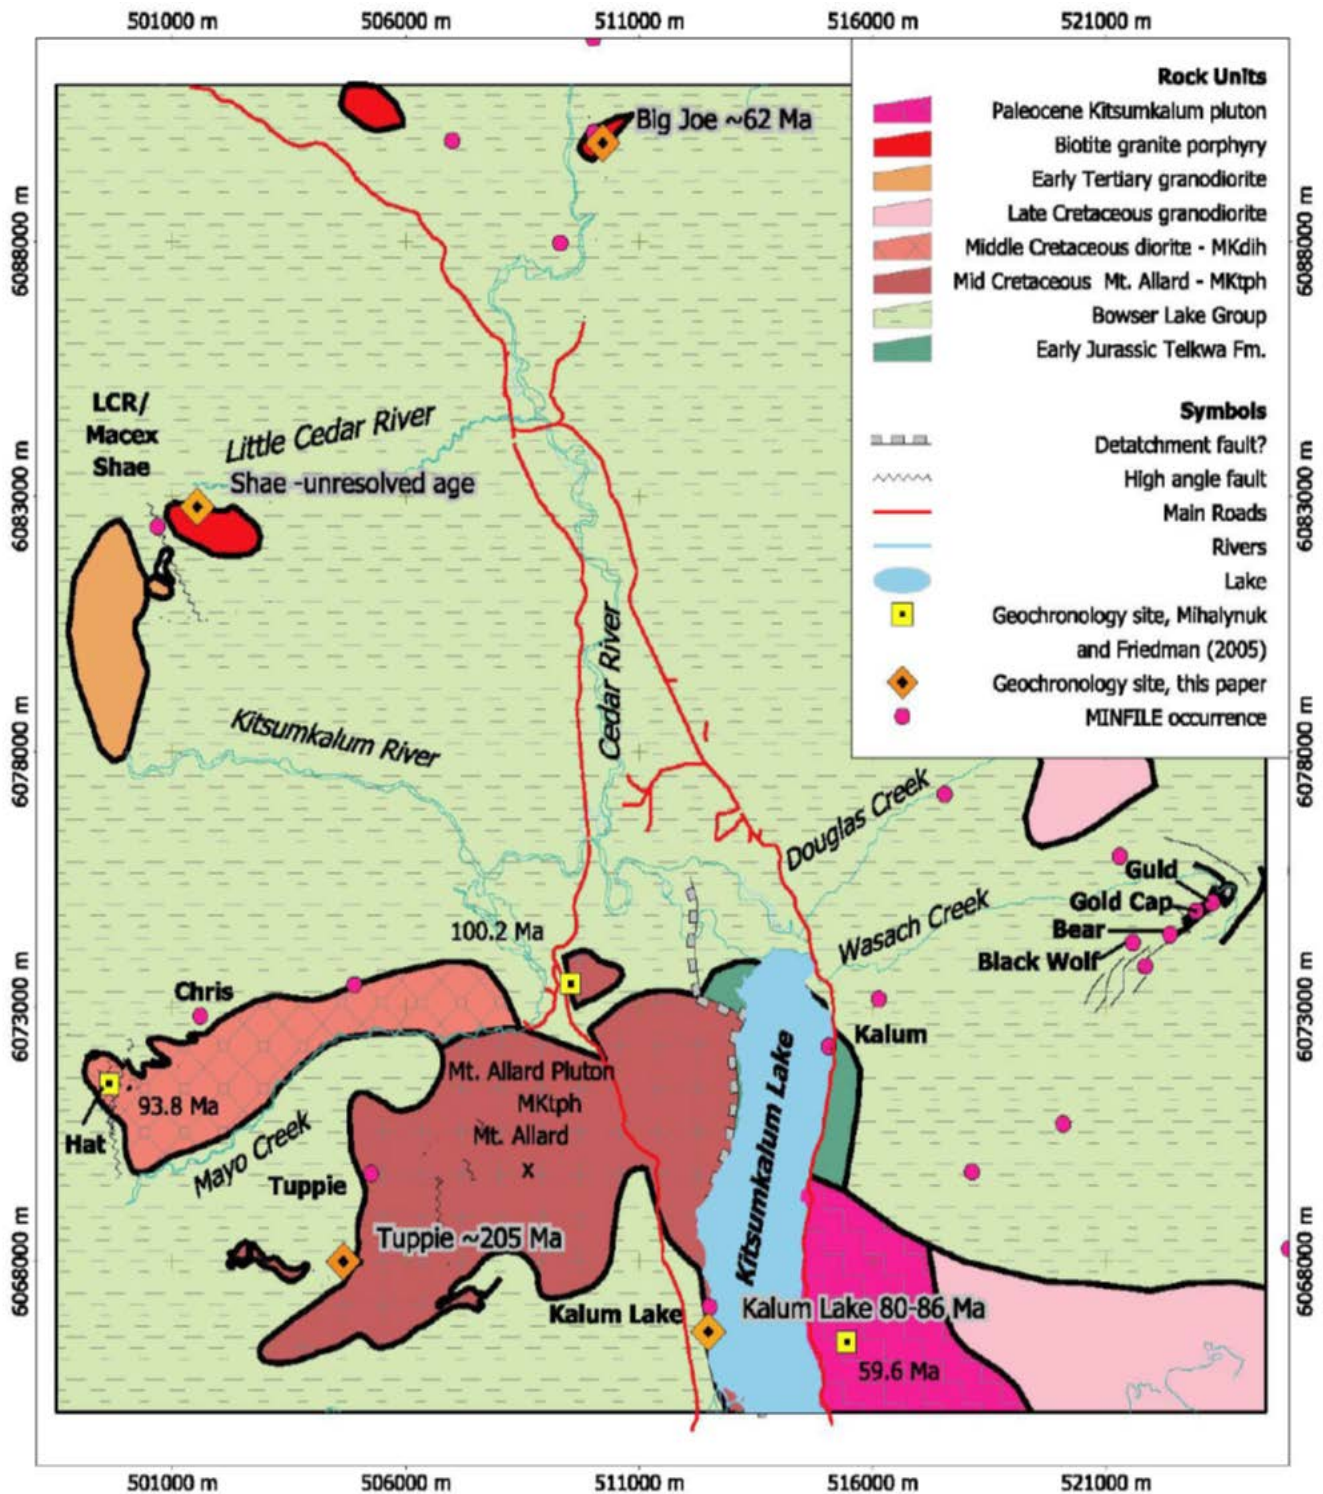 501000 m
506000 m
511000 m
516000 m
521000 m
Rock Units
Paleocene Kitsumkalum pluton
Biotite granite porphyry
Early Tertiary granodiorite
Late Cretaceous granodiorite
Middle Cretaceous diorite - MKdih
Mid Cretaceous Mt. Allard - MKtph
Bowser Lake Group
Early Jurassic Telkwa Fm.
Symbols
Detatchment fault?
High angle fault
Main Roads
Rivers
Lake
Geochronology site, Mihalynuk
and Friedman (2005)
Geochronology site, this paper
MINFILE occurrence
Big Joe ~62 Ma
6088000 m
6088000 m
LCR/
Macex
Shae
Little Cedar River
Shae -unresolved age
6083000 m
6083000 m
Cedar River
Kitsumkalum River
6078000 m
6078000 m
Douglas Creek
Guld
Gold Cap
Bear
Black Wolf
Wasach Creek
100.2 Ma
6073000 m
6073000 m
Chris
Kalum
Kitsumkalum Lake
Mt. Allard Pluton
MKtph
Mt. Allard
x
93.8 Ma
Hat
Mayo Creek
Tuppie
Tuppie ~205 Ma
6068000 m
6068000 m
Kalum Lake
Kalum Lake 80-86 Ma
59.6 Ma
501000 m
506000 m
511000 m
516000 m
521000 m